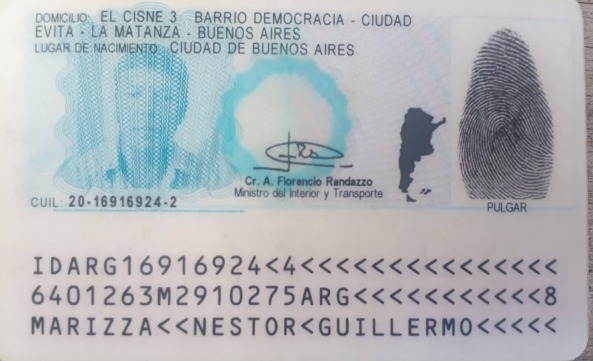 DOMICILIO: EL CISNE 3 BARRIO DEMOCRACIA - CIUDAD
EVITA - LA MATANZA - BUENOS AIRES
LUGAR DE NACIMIENTO: CIUDAD DE BUENOS AIRES
Cr. A. Florencio Randazzo
Ministro del Interior y Transporte
CUIL: 20-16916924-2
PULGAR
IDARG16916924<4<<<<<<<<<<<<<<<
6401263M2910275ARG<<<<<<<<<<<8
MARIZZA<<NESTOR<GUILLERMO<<<<<